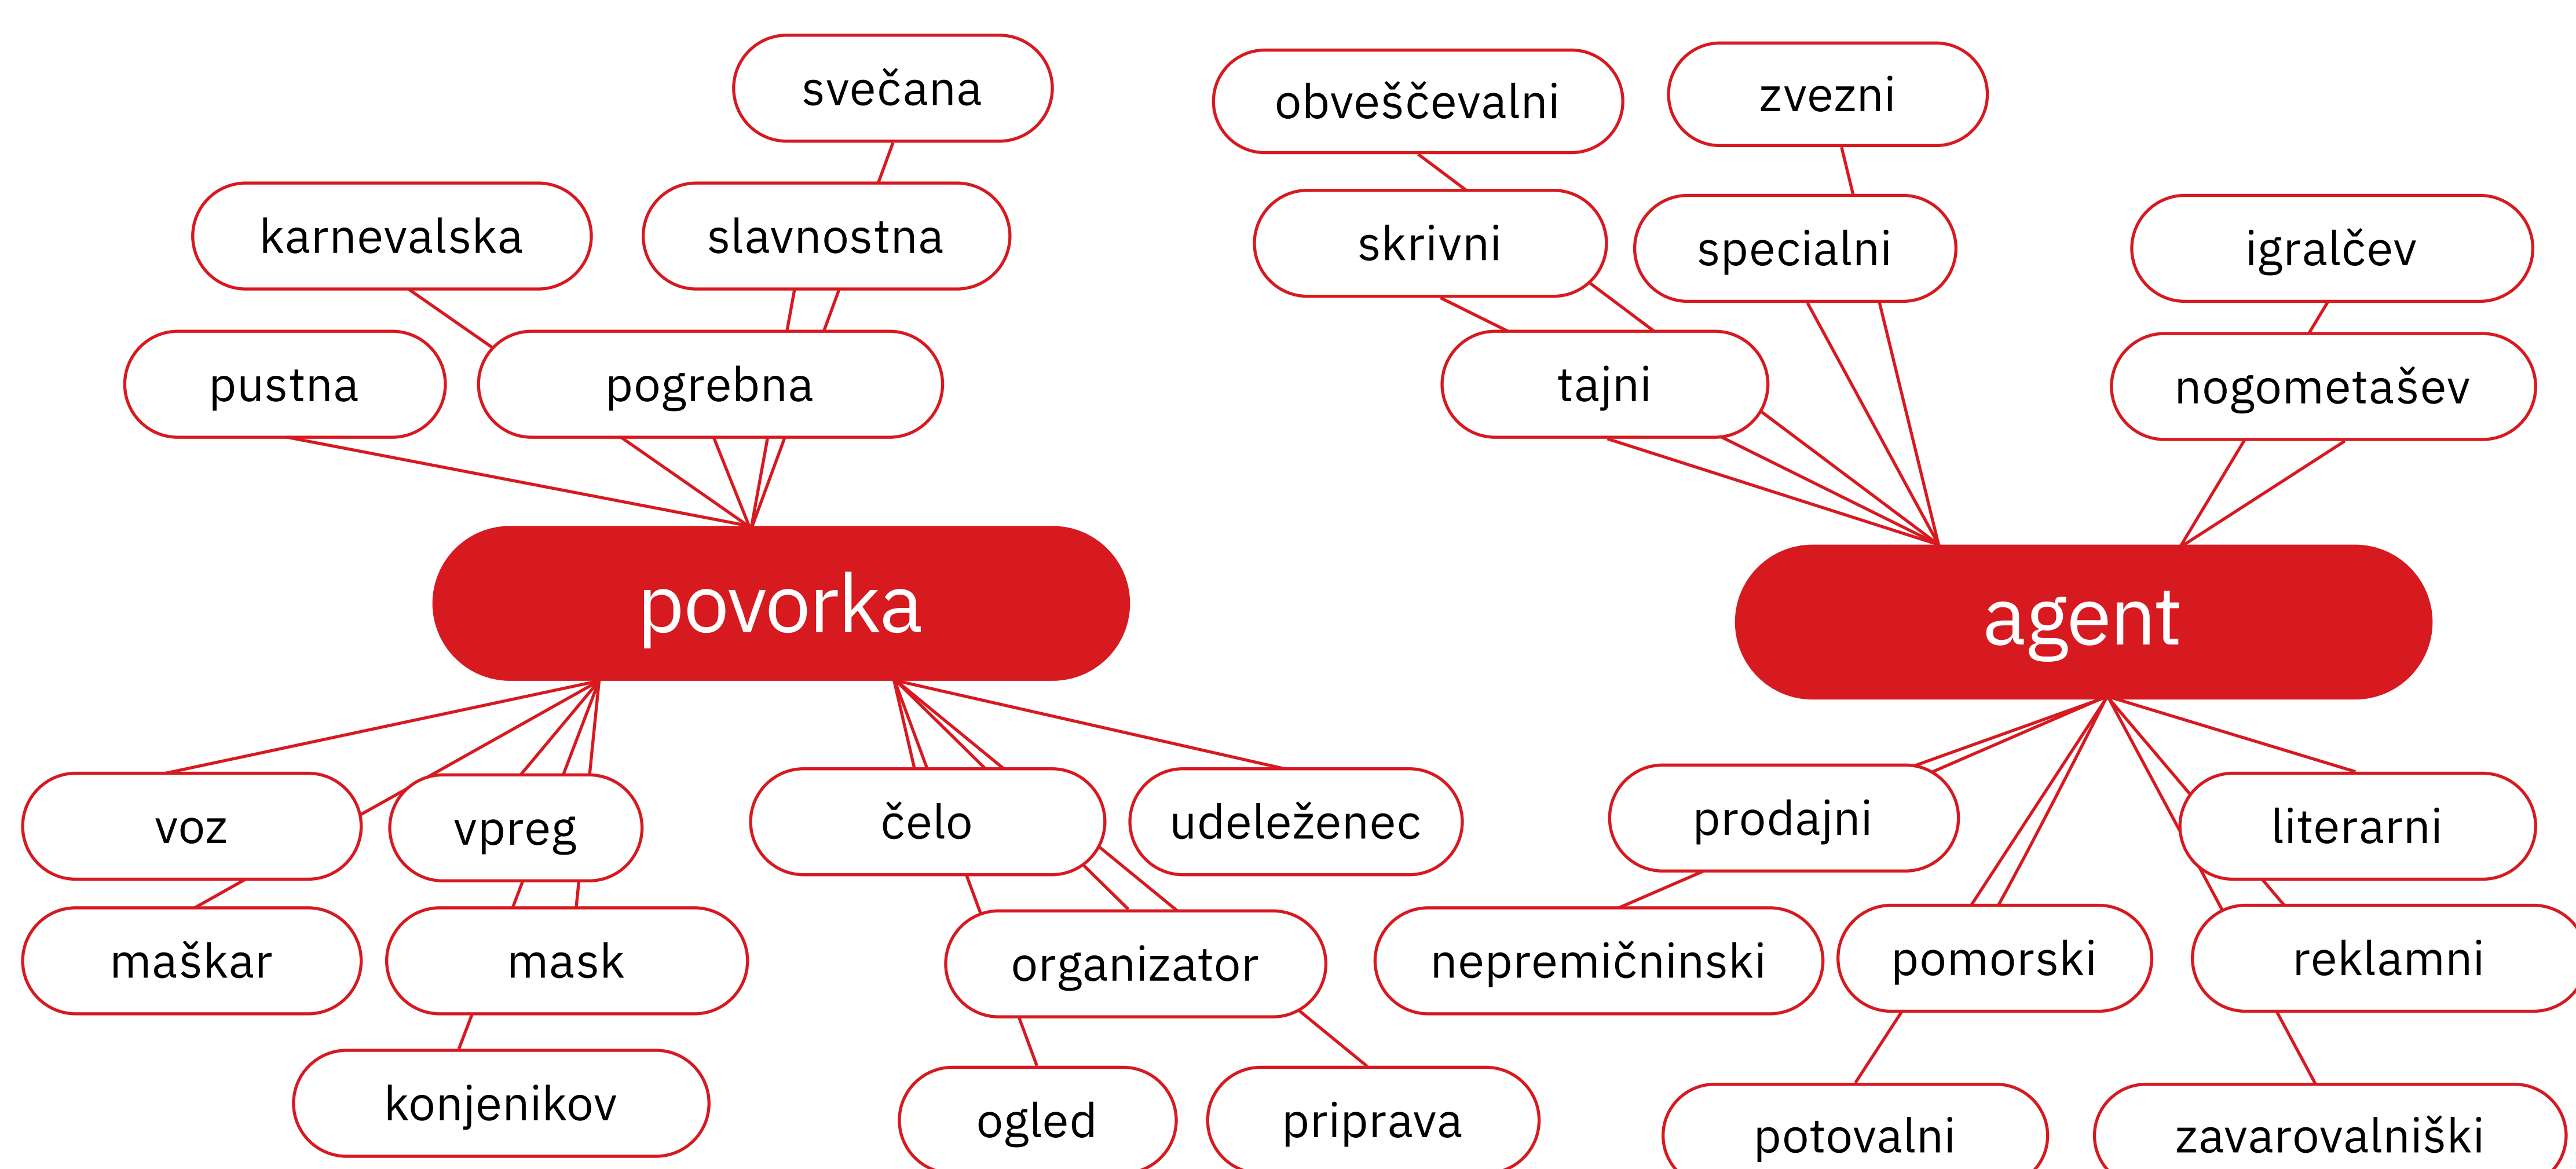 svečana
karnevalska
slavnostna
pustna
pogrebna
povorka
voz
vpreg
čelo
udeleženec
maškar
mask
organizator
konjenikov
ogled
priprava
obveščevalni
zvezni
skrivni
specialni
igralčev
tajni
nogometašev
agent
prodajni
literarni
nepremičninski
pomorski
reklamni
potovalni
zavarovalniški